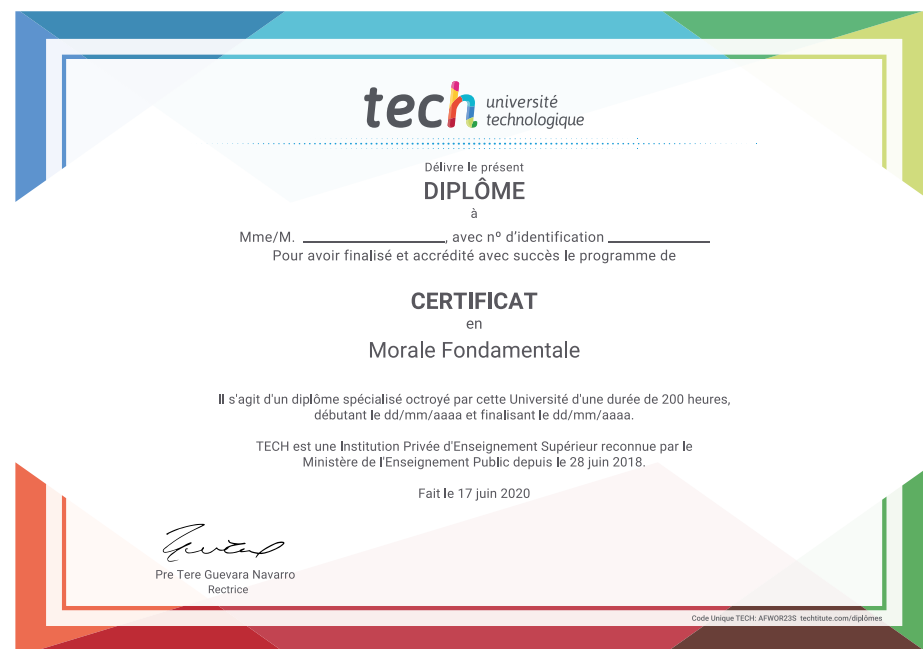 tech université
technologique
Délivre le présent
DIPLÔME
à
Mme/M. ____________________, avec nº d'identification ______________
Pour avoir finalisé et accrédité avec succès le programme de
CERTIFICAT
en
Morale Fondamentale
Il s'agit d'un diplôme spécialisé octroyé par cette Université d'une durée de 200 heures,
débutant le dd/mm/aaaa et finalisant le dd/mm/aaaa.
TECH est une Institution Privée d'Enseignement Supérieur reconnue par le
Ministère de l'Enseignement Public depuis le 28 juin 2018.
Fait le 17 juin 2020
Pre Tere Guevara Navarro
Rectrice
Code Unique TECH: AFWOR23S techtitute.com/diplômes